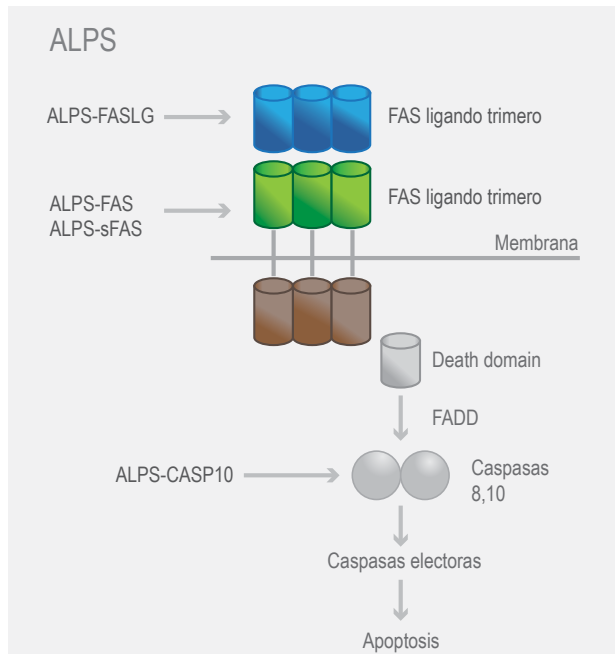 ALPS
ALPS-FASLG
FAS ligando trimero
ALPS-FAS
ALPS-sFAS
FAS ligando trimero
Membrana
Death domain
FADD
ALPS-CASP10
Caspasas
8,10
Caspasas electoras
Apoptosis